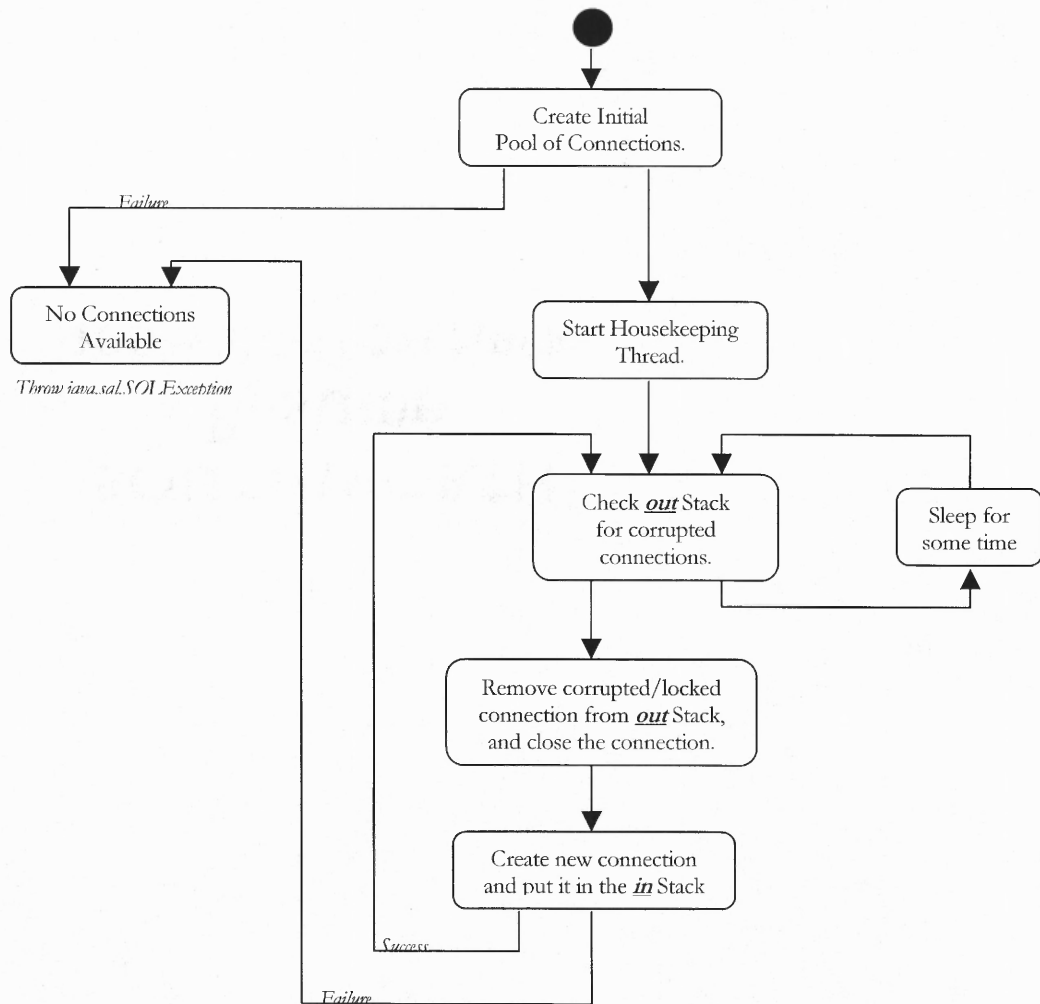 Create Initial
Pool of Connections.
Failure
No Connections
Available
Throw java.sql.SQLException
Start Housekeeping
Thread.
Check out Stack
for corrupted
connections.
Sleep for
some time
Remove corrupted/locked
connection from out Stack,
and close the connection.
Create new connection
and put it in the in Stack
Success
Failure